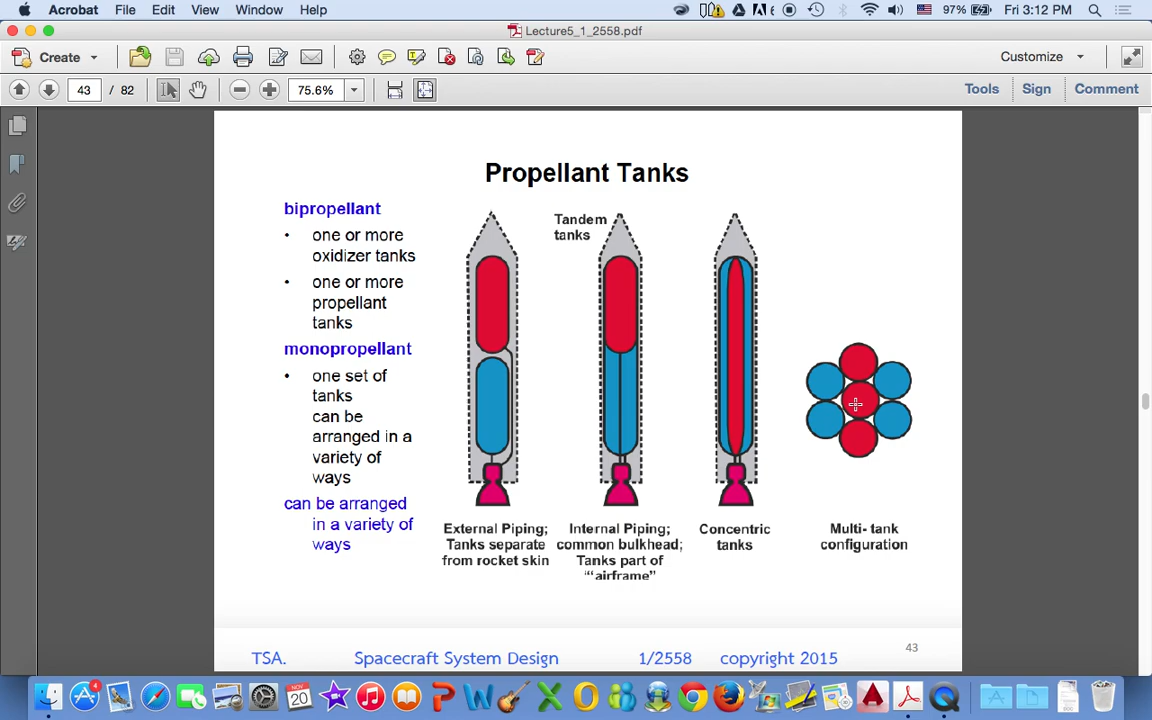 Acrobat File Edit View Window Help 6 97% Fri 3:12 PM
Lecture5_1_2558.pdf
Create Customize
43 / 82 75.6% Tools Sign Comment
Propellant Tanks
bipropellant
• one or more
oxidizer tanks
• one or more
propellant
tanks
monopropellant
• one set of
tanks
can be
arranged in a
variety of
ways
can be arranged
in a variety of
ways
Tandem
tanks
External Piping;
Tanks separate
from rocket skin
Internal Piping;
common bulkhead;
Tanks part of
“‘airframe”
Concentric
tanks
Multi- tank
configuration
43
TSA. Spacecraft System Design 1/2558 copyright 2015
4
NOV
20